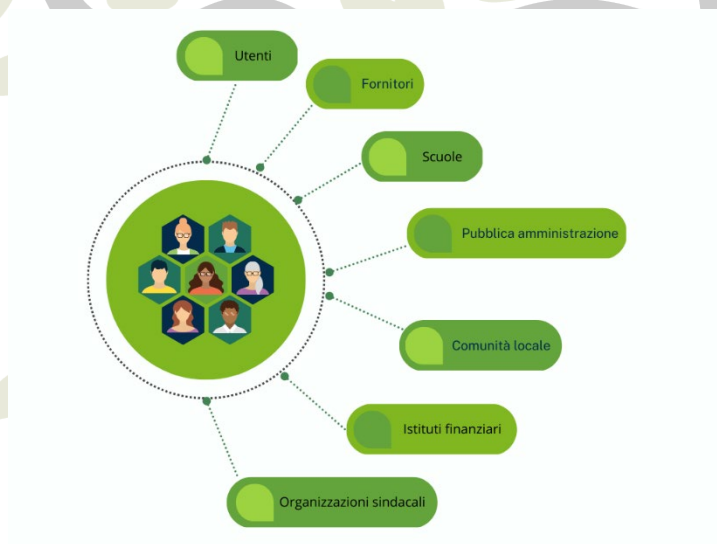 Utenti
Fornitori
Scuole
Pubblica amministrazione
Comunità locale
Istituti finanziari
Organizzazioni sindacali